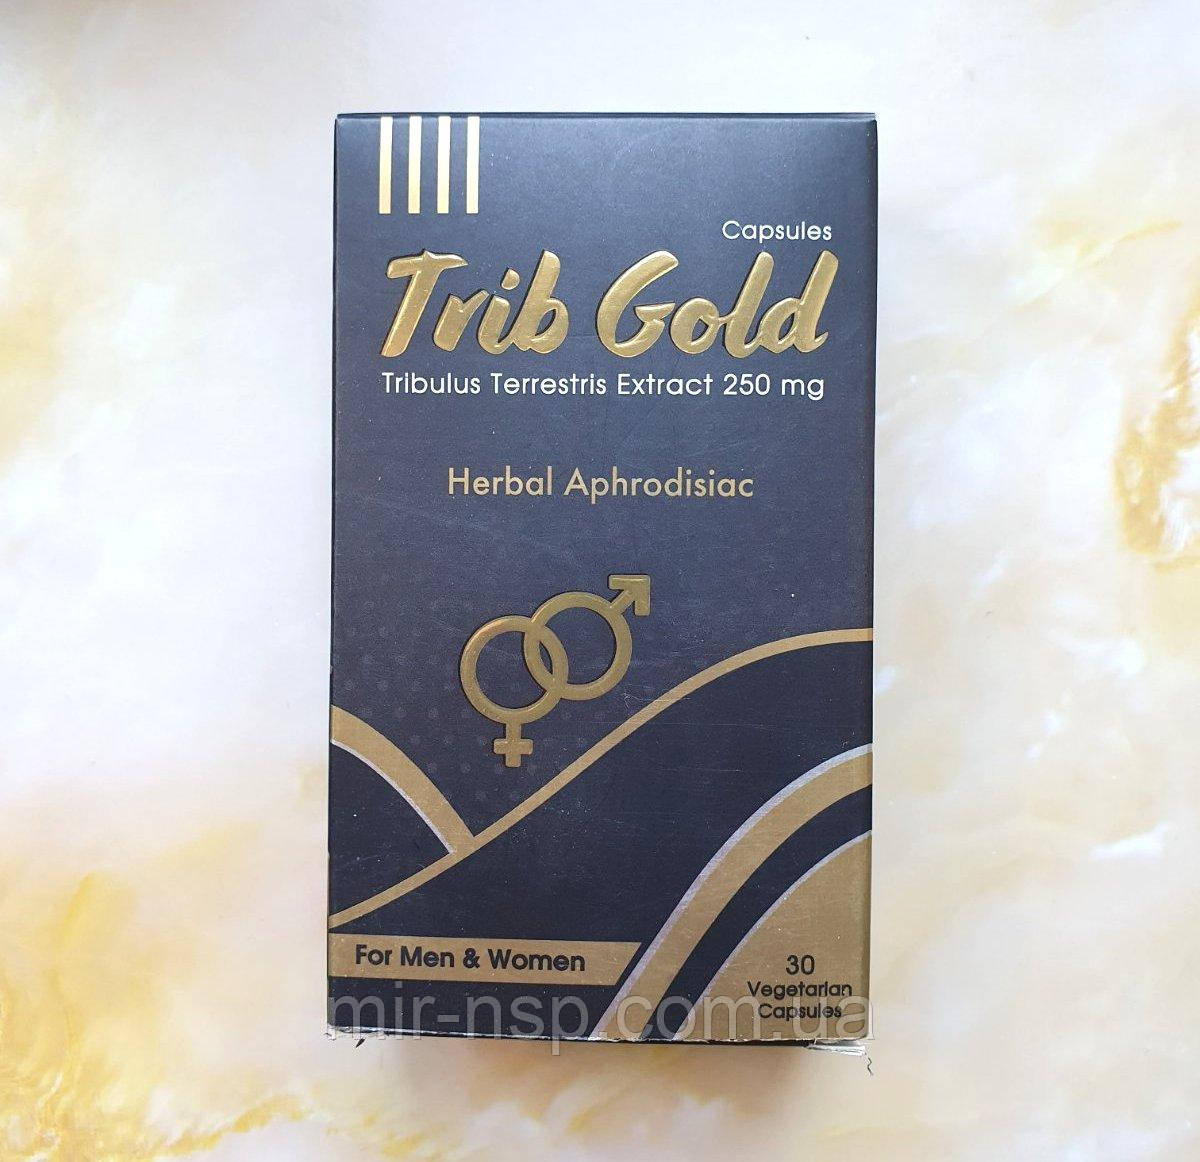 Capsules
Trib Gold
Tribulus Terrestris Extract 250 mg
Herbal Aphrodisiac
For Men & Women
30
Vegetarian
Capsules
mir-nsp.com.ua